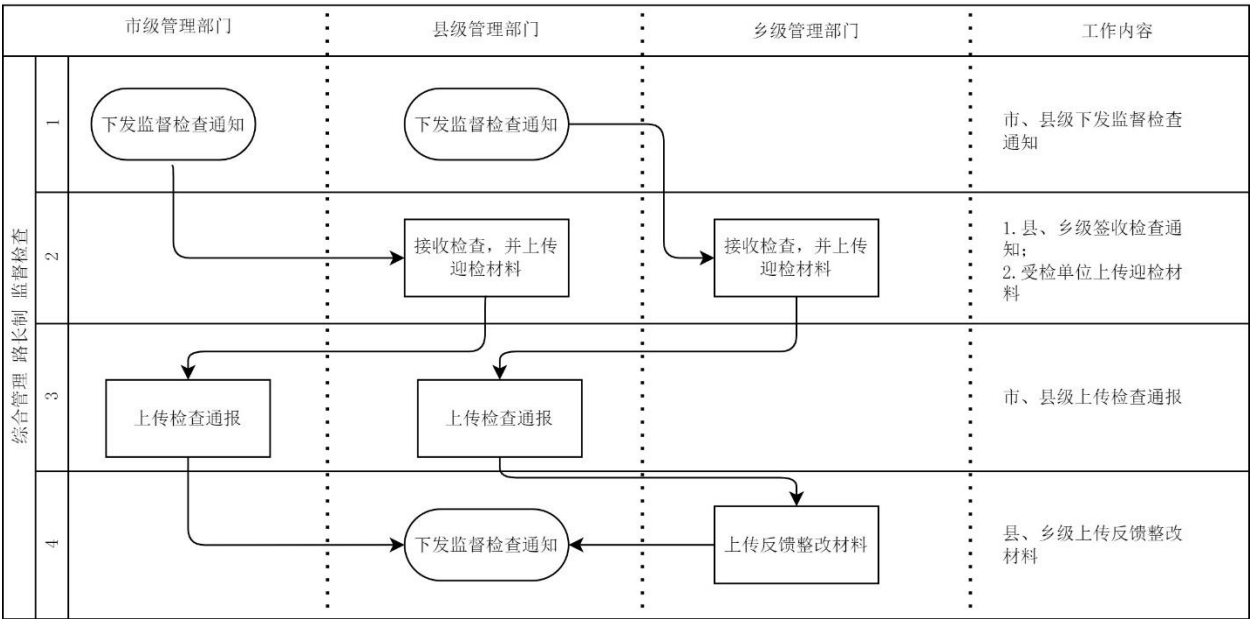 市级管理部门
县级管理部门
乡级管理部门
工作内容
综合管理 路长制 监督检查
1
下发监督检查通知
下发监督检查通知
市、县级下发监督检查
通知
2
接收检查，并上传
迎检材料
接收检查，并上传
迎检材料
1.县、乡级签收检查通
知；
2.受检单位上传迎检材
料
3
上传检查通报
上传检查通报
市、县级上传检查通报
4
下发监督检查通知
上传反馈整改材料
县、乡级上传反馈整改
材料